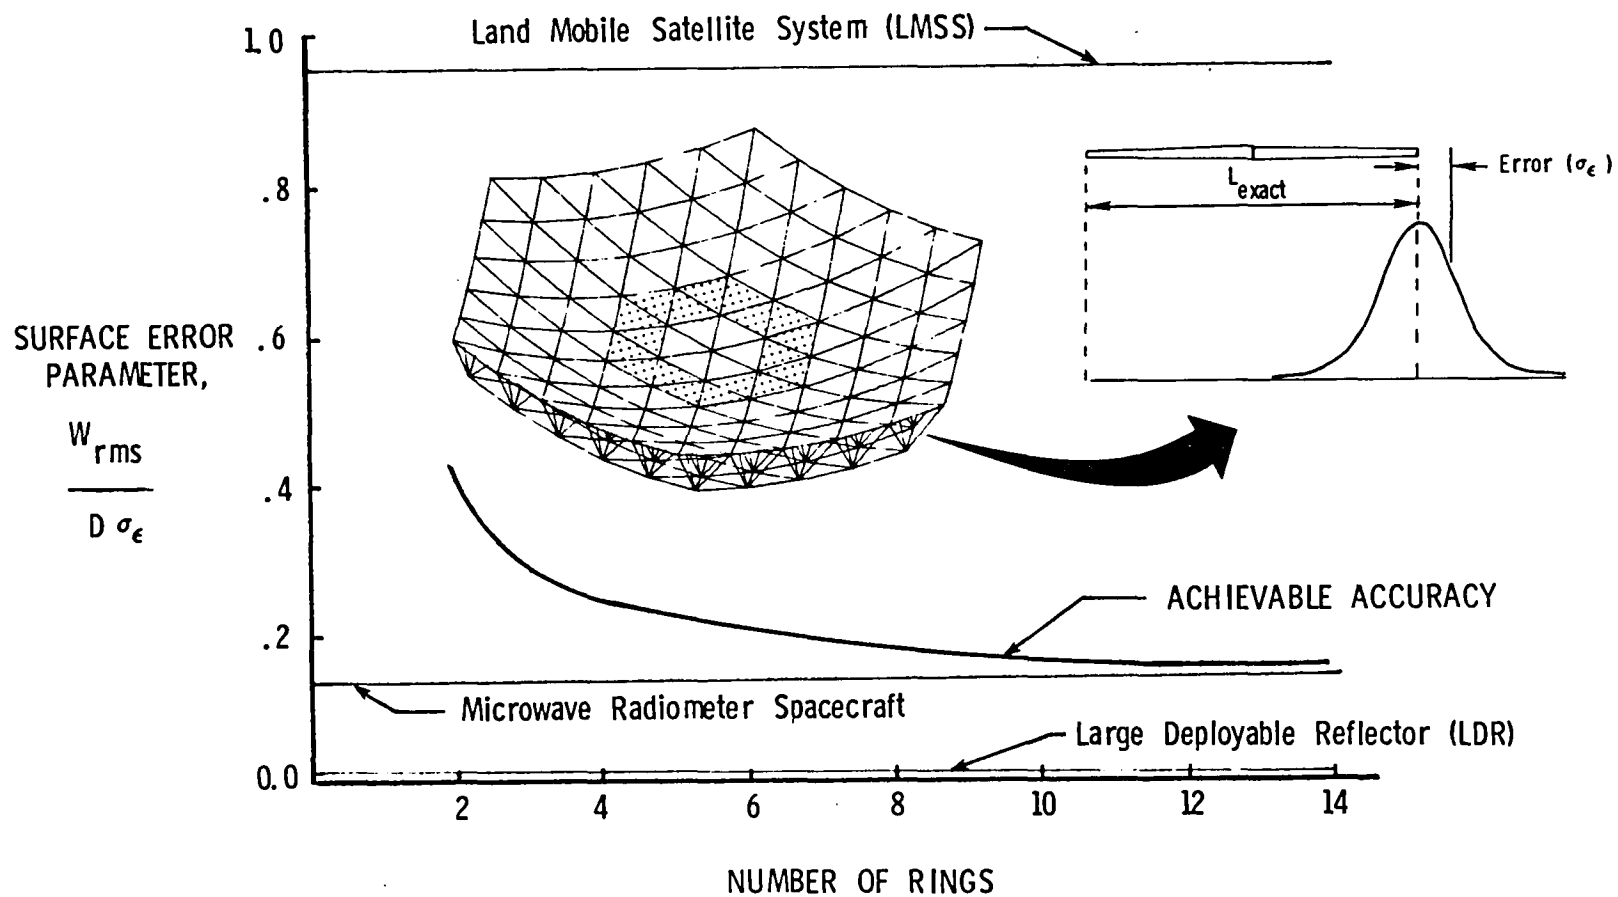 1.0
Land Mobile Satellite System (LMSS)
.8
Error (σϵ)
Lexact
SURFACE ERROR
PARAMETER,
.6
Wrms
D σϵ
.4
ACHIEVABLE ACCURACY
.2
Microwave Radiometer Spacecraft
Large Deployable Reflector (LDR)
0.0
2 4 6 8 10 12 14
NUMBER OF RINGS